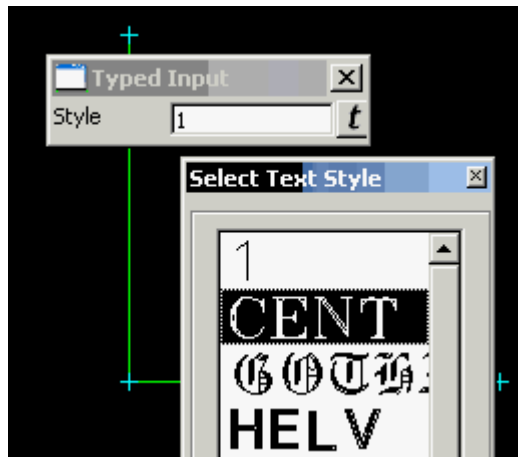 Typed Input
Style 1 t
Select Text Style
1
CENT
HELV